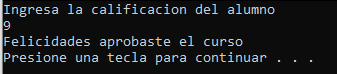 Ingresa la calificacion del alumno
9
Felicidades aprobaste el curso
Presione una tecla para continuar . . .